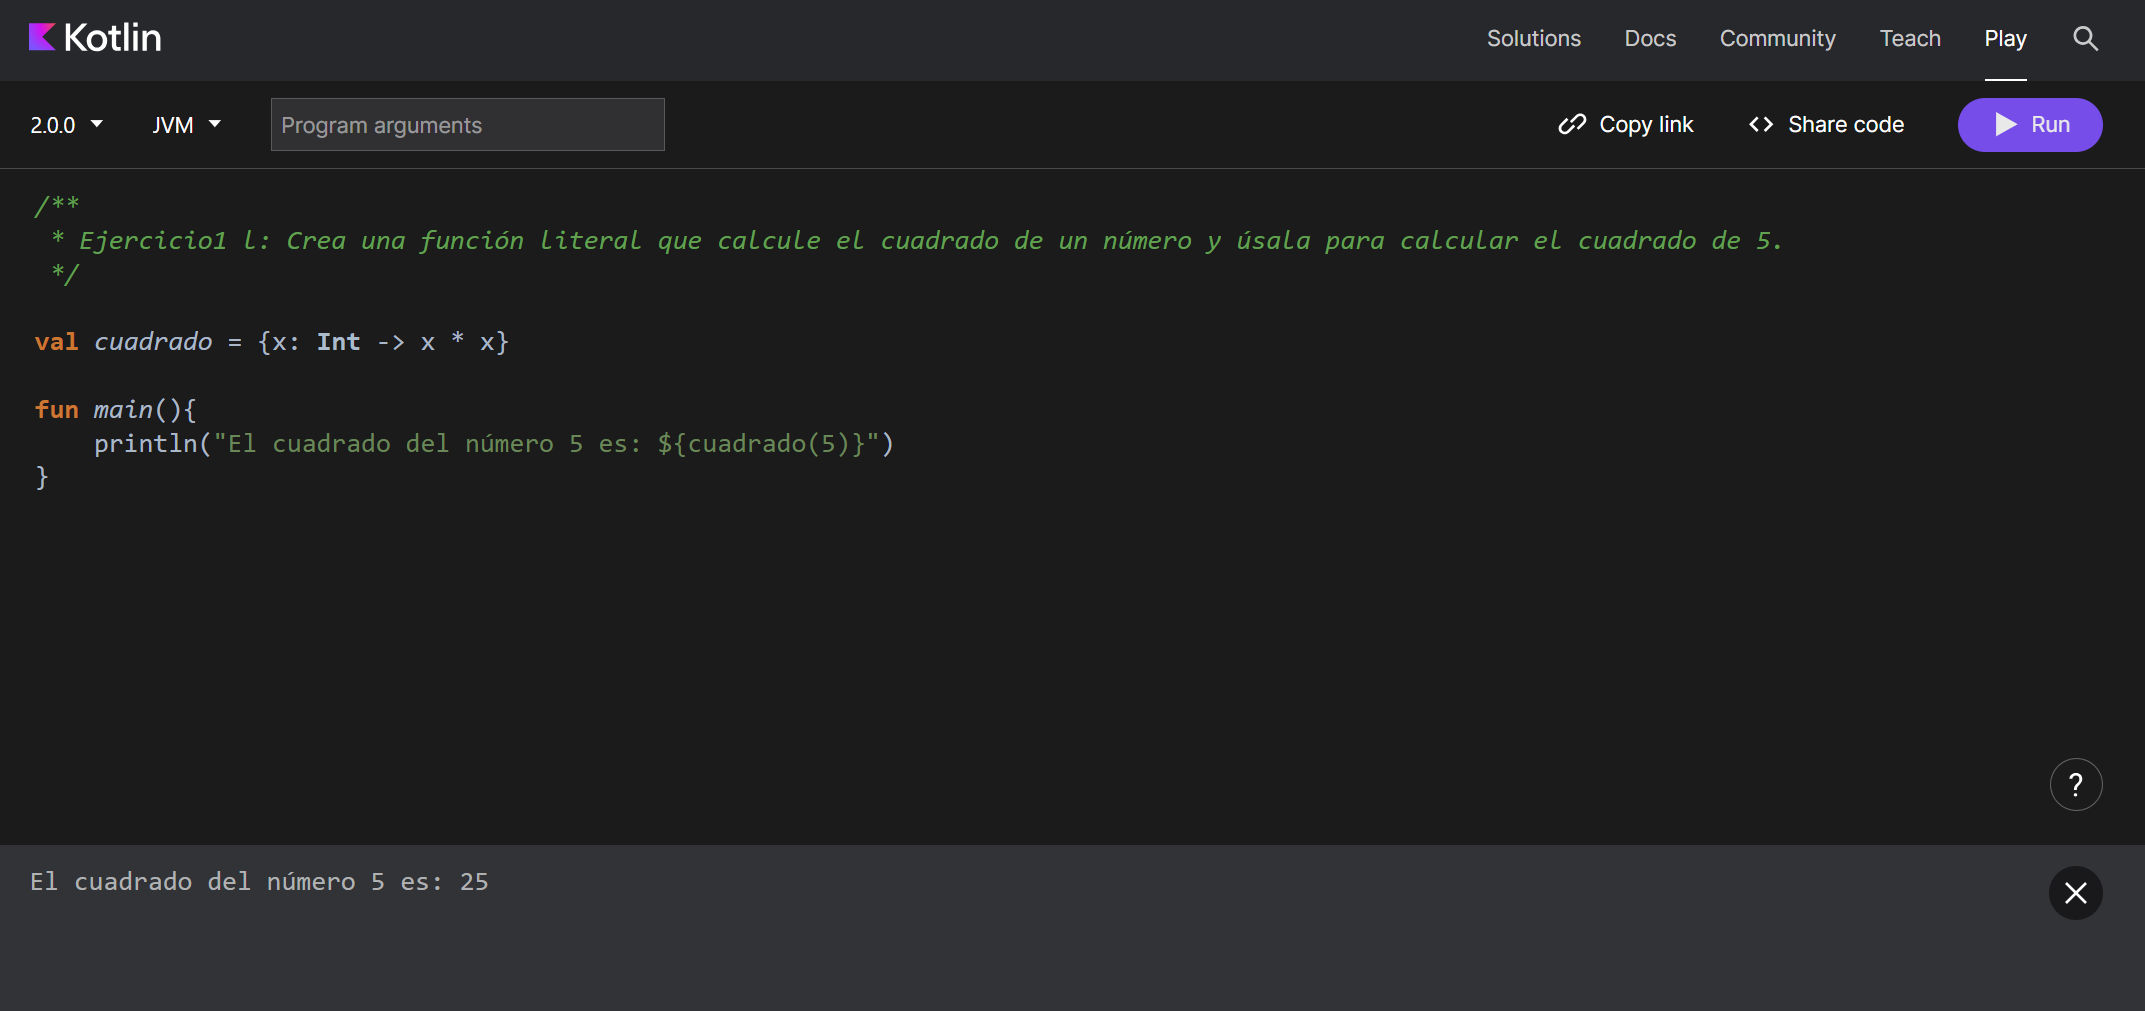 Kotlin
Solutions Docs Community Teach Play
2.0.0 JVM Program arguments Copy link <> Share code Run
/**
 * Ejercicio1 l: Crea una función literal que calcule el cuadrado de un número y úsala para calcular el cuadrado de 5.
 */
val cuadrado = {x: Int -> x * x}
fun main(){
    println("El cuadrado del número 5 es: ${cuadrado(5)}")
}
?
El cuadrado del número 5 es: 25